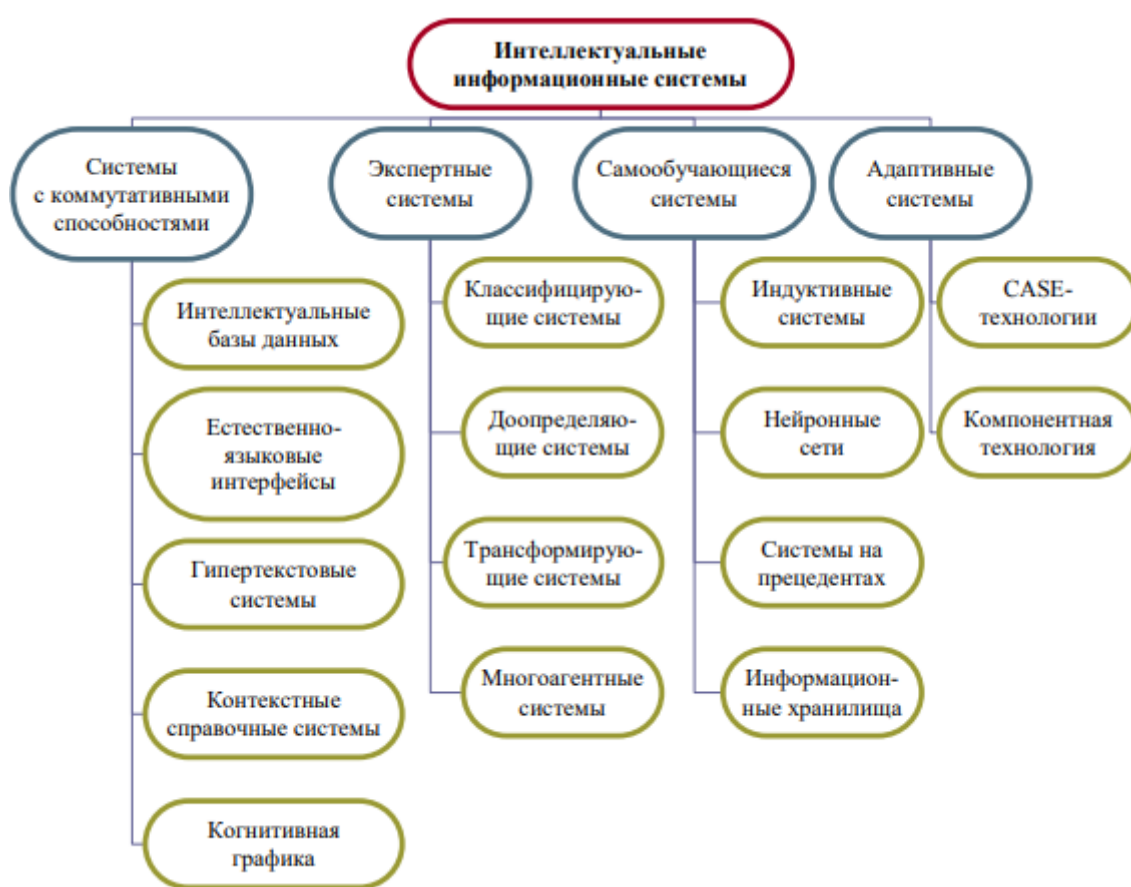 Интеллектуальные
информационные системы
Системы
с коммутативными
способностями
Экспертные
системы
Самообучающиеся
системы
Адаптивные
системы
Интеллектуальные
базы данных
Естественно-
языковые
интерфейсы
Гипертекстовые
системы
Контекстные
справочные системы
Когнитивная
графика
Классифицирую-
щие системы
Доопределяю-
щие системы
Трансформирую-
щие системы
Многоагентные
системы
Индуктивные
системы
Нейронные
сети
Системы на
прецедентах
Информацион-
ные хранилища
CASE-
технологии
Компонентная
технология